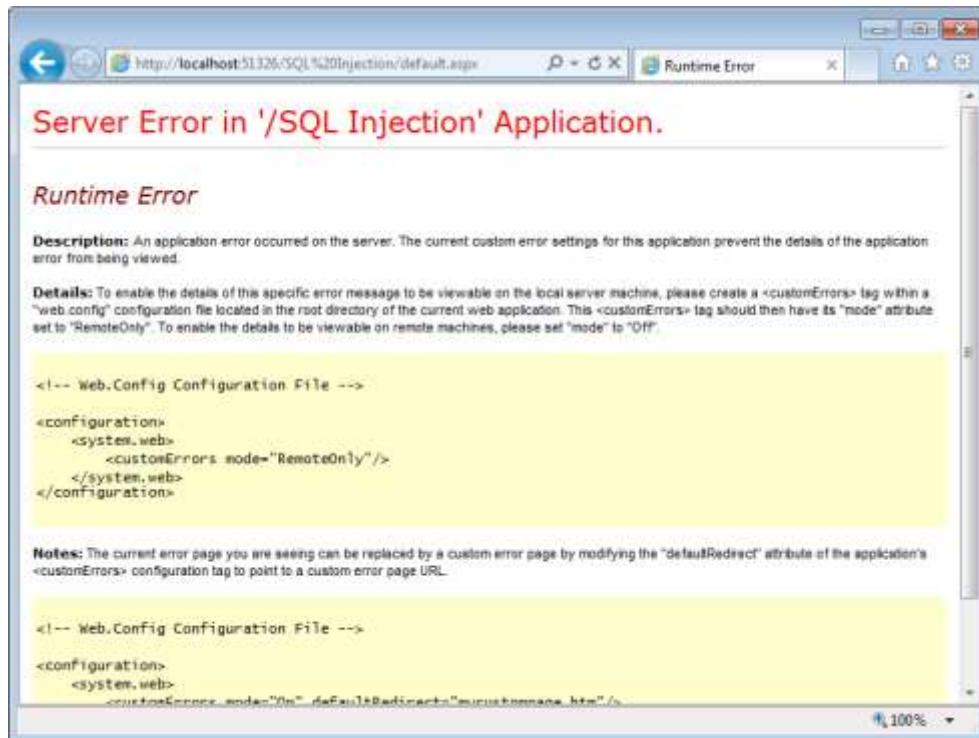 http://localhost:51326/SQL%20Injection/default.aspx
Runtime Error
Server Error in '/SQL Injection' Application.
Runtime Error
Description: An application error occurred on the server. The current custom error settings for this application prevent the details of the application
error from being viewed.
Details: To enable the details of this specific error message to be viewable on the local server machine, please create a <customErrors> tag within a
"web.config" configuration file located in the root directory of the current web application. This <customErrors> tag should then have its "mode" attribute
set to "RemoteOnly". To enable the details to be viewable on remote machines, please set "mode" to "Off".
<!-- Web.Config Configuration File -->
<configuration>
<system.web>
<customErrors mode="RemoteOnly"/>
</system.web>
</configuration>
Notes: The current error page you are seeing can be replaced by a custom error page by modifying the "defaultRedirect" attribute of the application's
<customErrors> configuration tag to point to a custom error page URL.
<!-- Web.Config Configuration File -->
<configuration>
<system.web>
<customErrors mode="On" defaultRedirect="mycustompage.htm"/>
100%